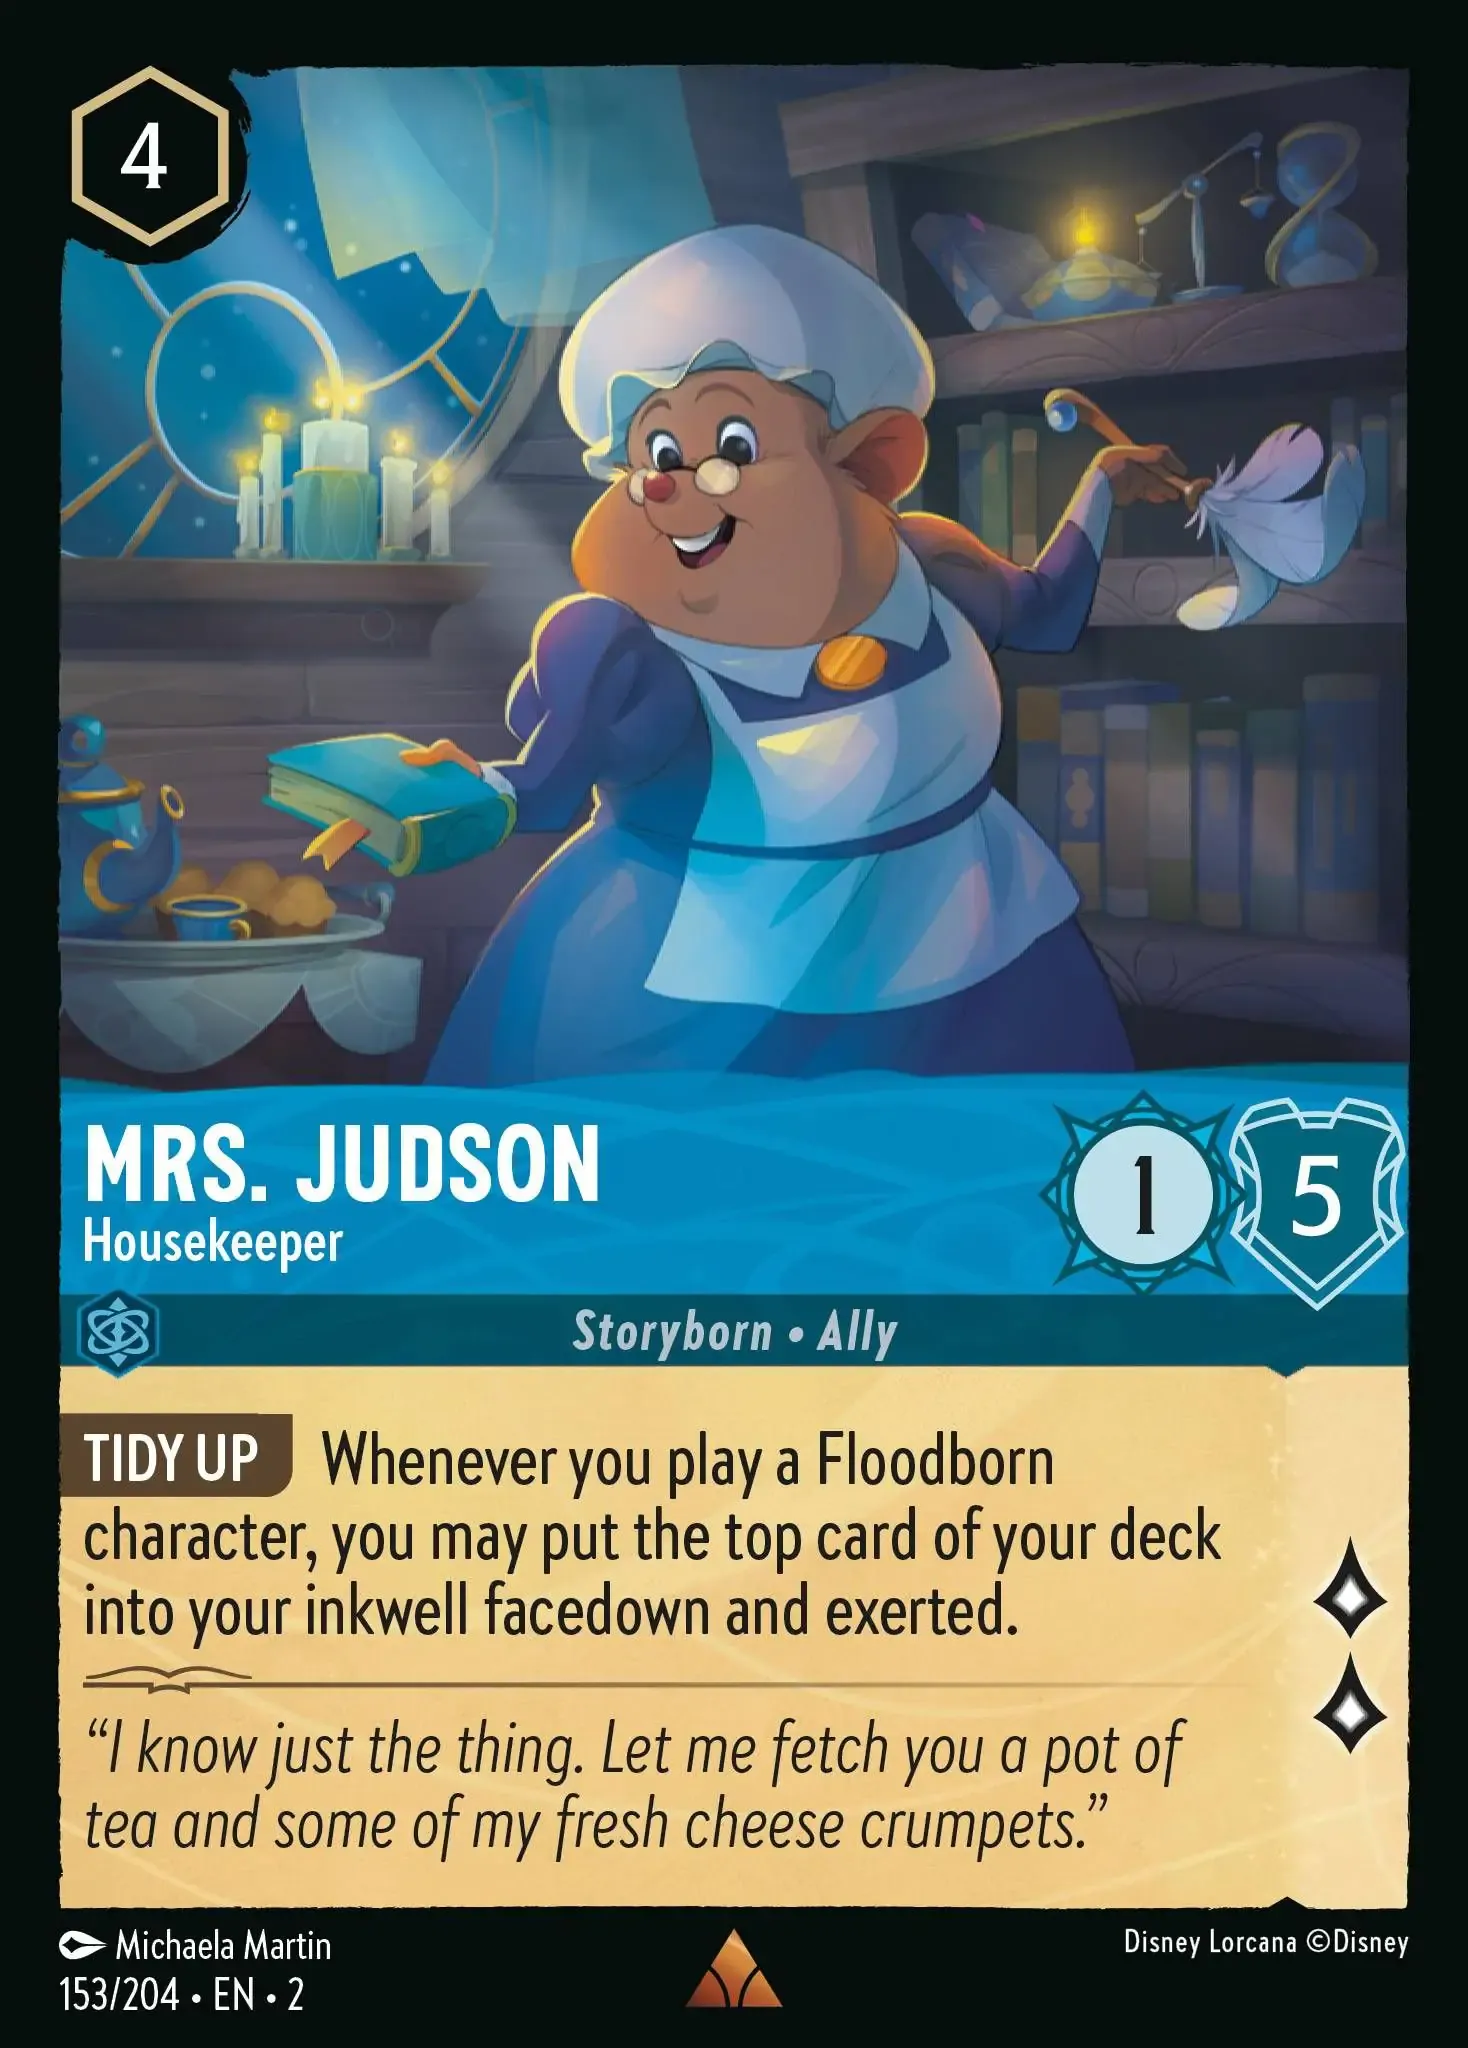 4
MRS. JUDSON
Housekeeper
1
5
Storyborn • Ally
TIDY UP Whenever you play a Floodborn
character, you may put the top card of your deck
into your inkwell facedown and exerted.
“I know just the thing. Let me fetch you a pot of
tea and some of my fresh cheese crumpets.”
Michaela Martin
Disney Lorcana ©Disney
153/204 • EN • 2